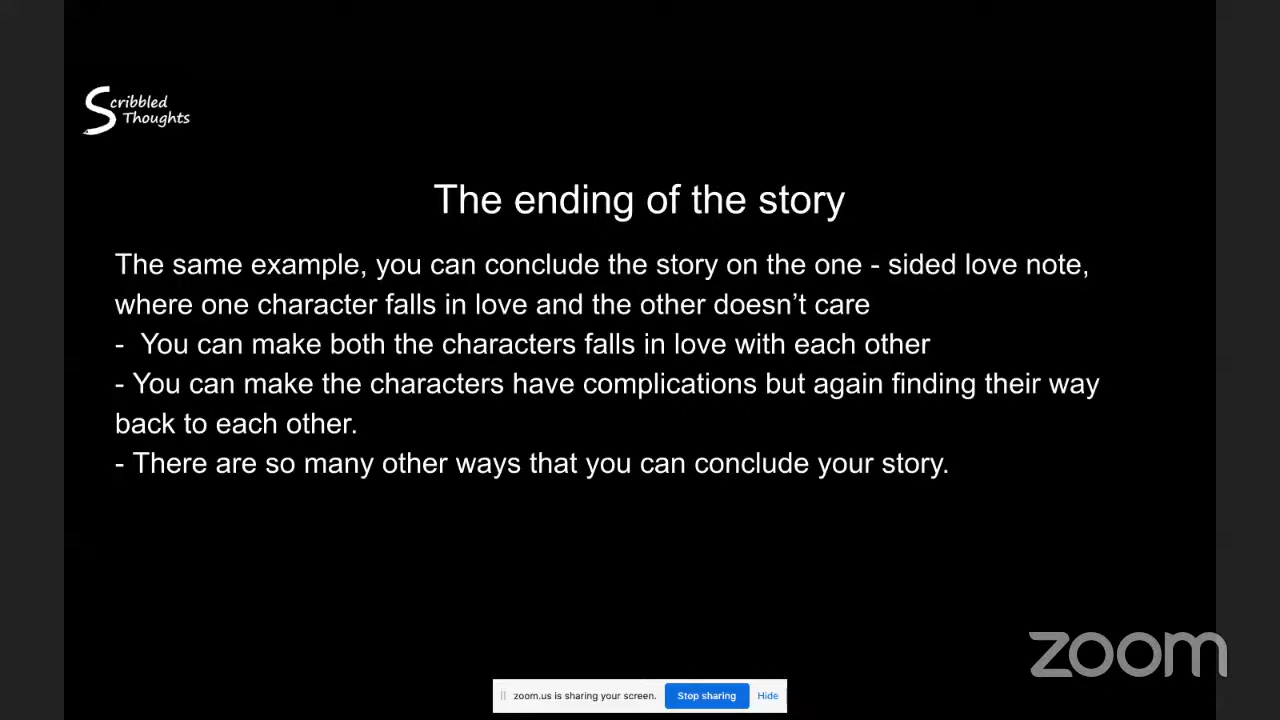 Scribbled
Thoughts
The ending of the story
The same example, you can conclude the story on the one - sided love note,
where one character falls in love and the other doesn’t care
- You can make both the characters falls in love with each other
- You can make the characters have complications but again finding their way
back to each other.
- There are so many other ways that you can conclude your story.
zoom
zoom.us is sharing your screen. Stop sharing Hide